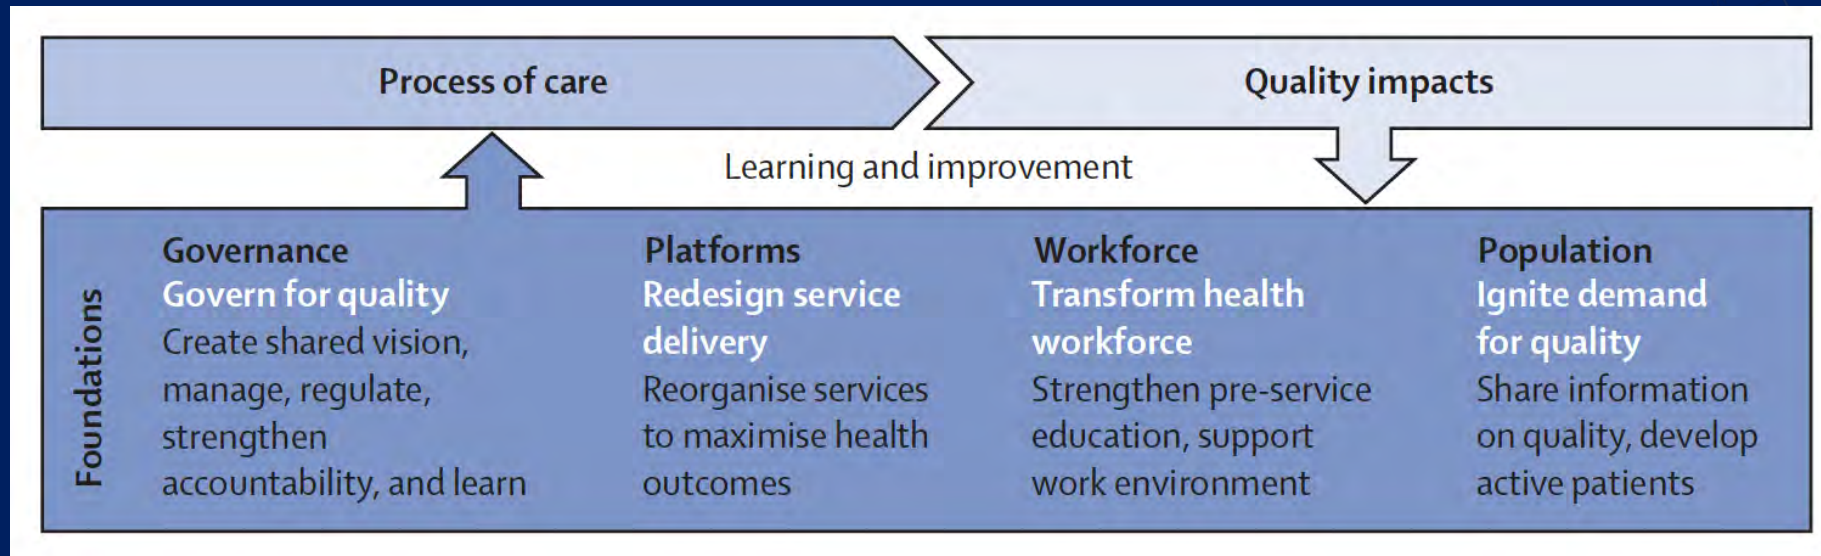 Process of care
Quality impacts
Learning and improvement
Foundations
Governance
Govern for quality
Create shared vision,
manage, regulate,
strengthen
accountability, and learn
Platforms
Redesign service
delivery
Reorganise services
to maximise health
outcomes
Workforce
Transform health
workforce
Strengthen pre-service
education, support
work environment
Population
Ignite demand
for quality
Share information
on quality, develop
active patients